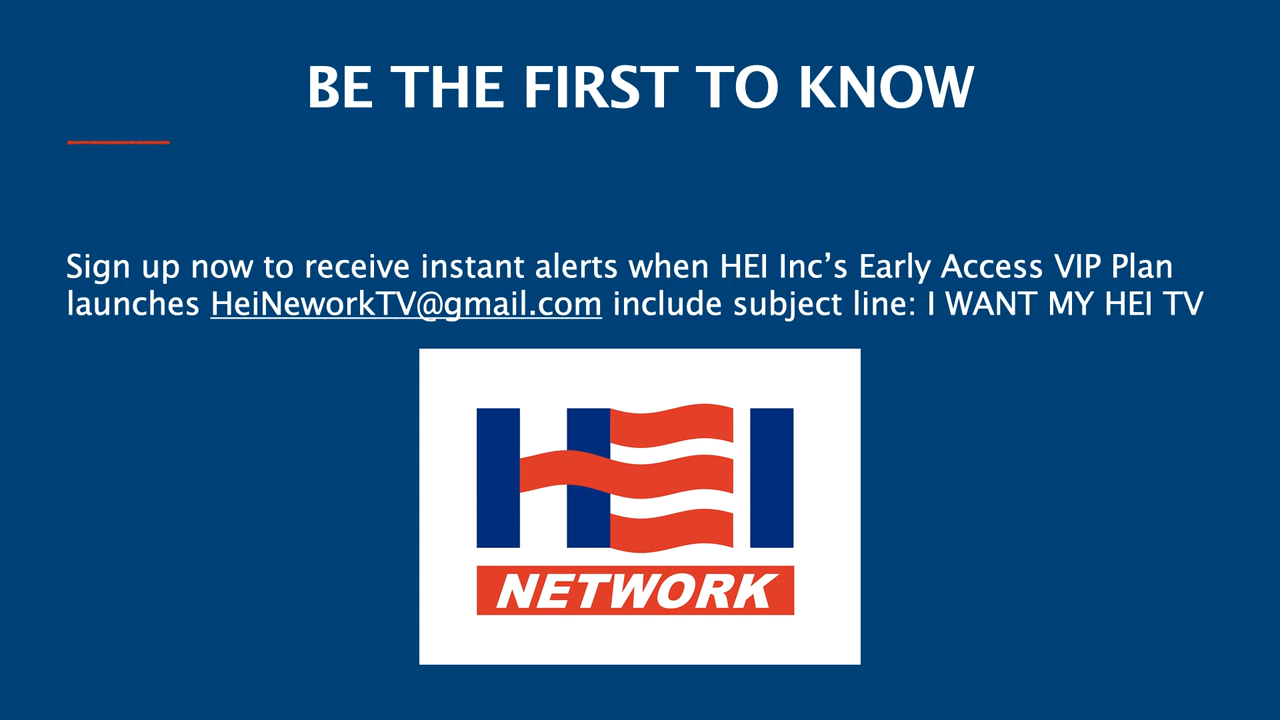 BE THE FIRST TO KNOW
Sign up now to receive instant alerts when HEI Inc’s Early Access VIP Plan
launches HeiNeworkTV@gmail.com include subject line: I WANT MY HEI TV
HEI
NETWORK